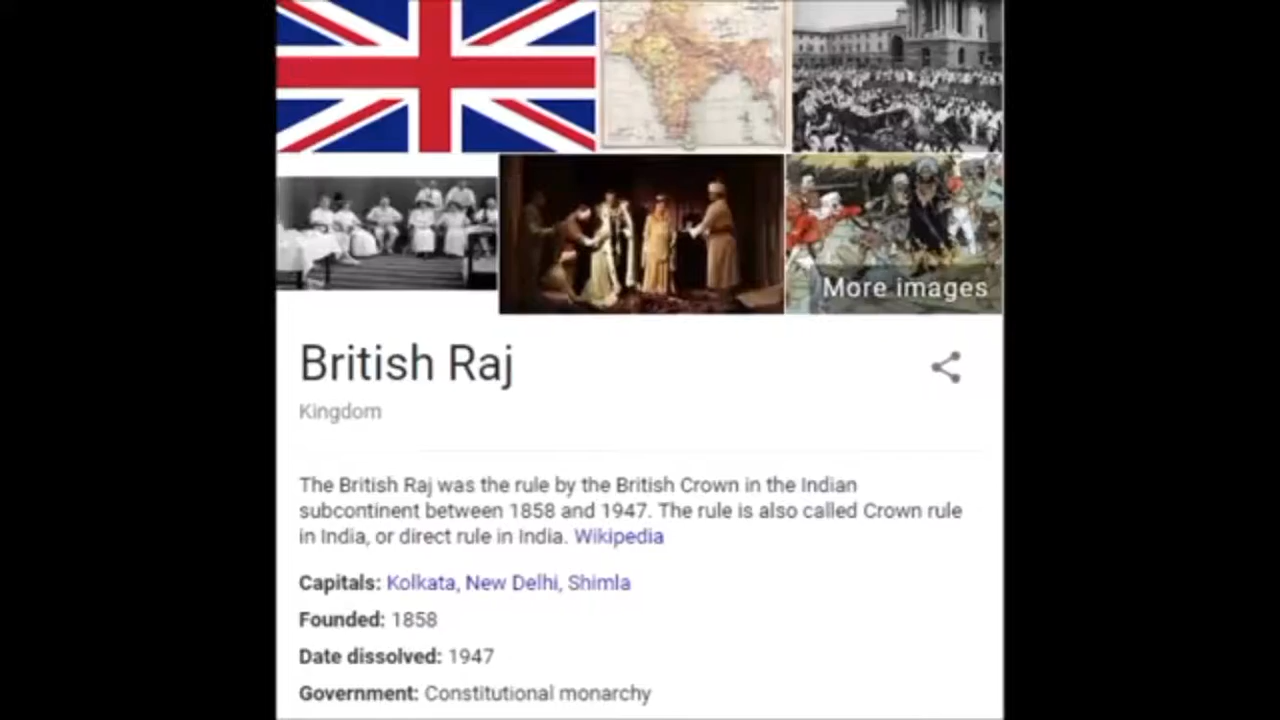 More images
British Raj
Kingdom
The British Raj was the rule by the British Crown in the Indian
subcontinent between 1858 and 1947. The rule is also called Crown rule
in India, or direct rule in India. Wikipedia
Capitals: Kolkata, New Delhi, Shimla
Founded: 1858
Date dissolved: 1947
Government: Constitutional monarchy